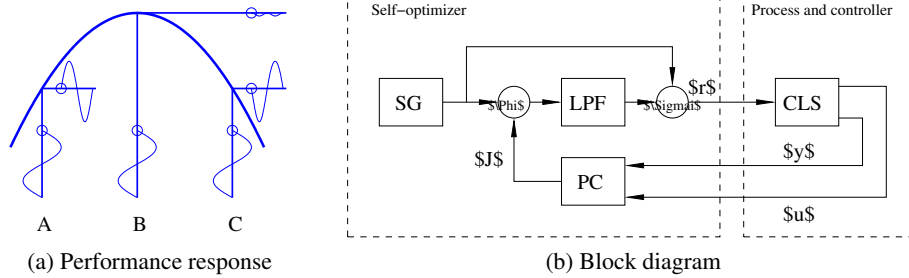 Self-optimizer
Process and controller
$r$
SG
$\Phi$
LPF
$\Sigma$
CLS
$J$
$y$
PC
$u$
A
B
C
(a) Performance response
(b) Block diagram